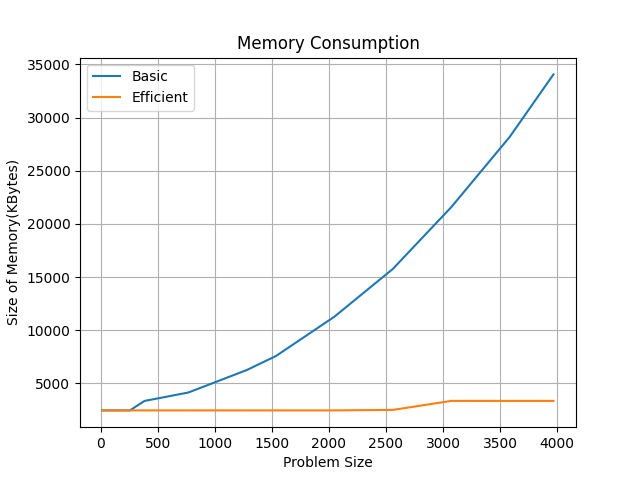 Memory Consumption
Basic
Efficient
Size of Memory(KBytes)
35000
30000
25000
20000
15000
10000
5000
0 500 1000 1500 2000 2500 3000 3500 4000
Problem Size